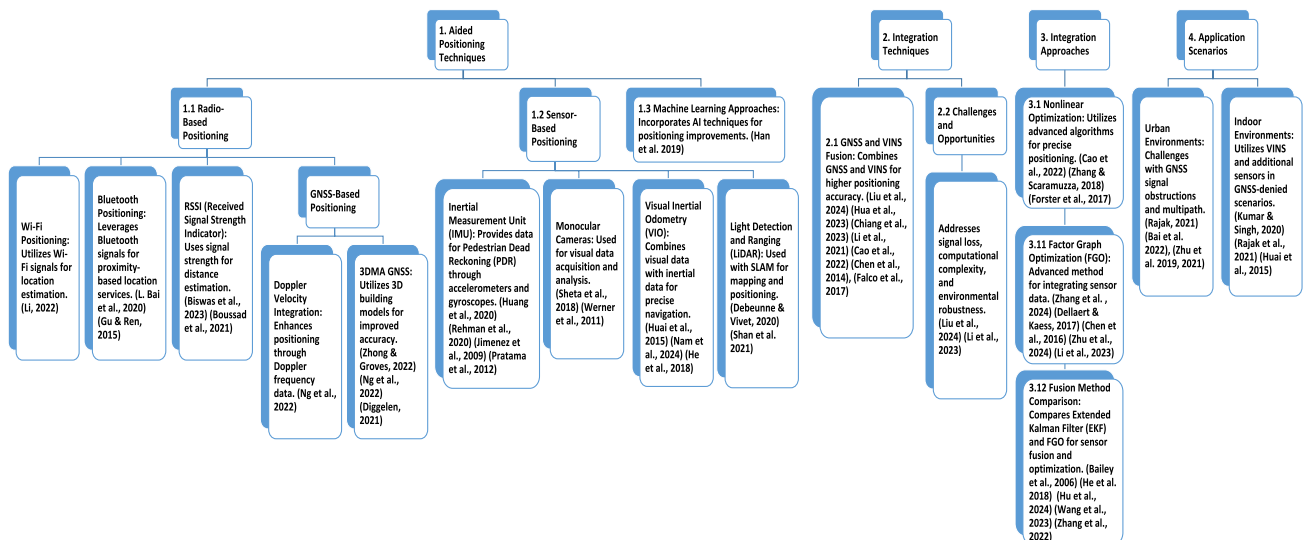 1. Aided
Positioning
Techniques
1.1 Radio-
Based
Positioning
Wi-Fi
Positioning:
Utilizes Wi-
Fi signals for
location
estimation.
(Li, 2022)
Bluetooth
Positioning:
Leverages
Bluetooth
signals for
proximity-
based location
services. (L. Bai
et al., 2020)
(Gu & Ren,
2015)
RSSI (Received
Signal Strength
Indicator):
Uses signal
strength for
distance
estimation.
(Biswas et al.,
2023) (Boussad
et al., 2021)
GNSS-Based
Positioning
Doppler
Velocity
Integration:
Enhances
positioning
through
Doppler
frequency
data. (Ng et al.,
2022)
3DMA GNSS:
Utilizes 3D
building models
for improved
accuracy.
(Zhong &
Groves, 2022)
(Ng et al.,
2022)
(Diggelen,
2021)
1.2 Sensor-
Based
Positioning
Inertial
Measurement Unit
(IMU): Provides data
for Pedestrian Dead
Reckoning (PDR)
through
accelerometers and
gyroscopes. (Huang
et al., 2020)
(Rehman et al.,
2020) (Jimenez et
al., 2009) (Pratama
et al., 2012)
Monocular
Cameras: Used
for visual data
acquisition and
analysis.
(Sheta et al.,
2018) (Werner
et al., 2011)
Visual Inertial
Odometry
(VIO):
Combines
visual data
with inertial
data for
precise
navigation.
(Huai et al.,
2015) (Nam et
al., 2024) (He
et al., 2018)
Light Detection
and Ranging
(LiDAR): Used
with SLAM for
mapping and
positioning.
(Debeunne &
Vivet, 2020)
(Shan et al.
2021)
1.3 Machine Learning Approaches:
Incorporates AI techniques for
positioning improvements. (Han
et al. 2019)
2. Integration
Techniques
2.1 GNSS and VINS
Fusion: Combines
GNSS and VINS for
higher positioning
accuracy. (Liu et al.,
2024) (Hua et al.,
2023) (Chiang et al.,
2023) (Li et al.,
2021) (Cao et al.,
2022) (Chen et al.,
2014), (Falco et al.,
2017)
2.2 Challenges
and
Opportunities
Addresses
signal loss,
computational
complexity,
and
environmental
robustness.
(Liu et al.,
2024) (Li et al.,
2023)
3. Integration
Approaches
3.1 Nonlinear
Optimization: Utilizes
advanced algorithms
for precise
positioning. (Cao et
al., 2022) (Zhang &
Scaramuzza, 2018)
(Forster et al., 2017)
3.11 Factor Graph
Optimization (FGO):
Advanced method
for integrating sensor
data. (Zhang et al. ,
2024) (Dellaert &
Kaess, 2017) (Chen et
al., 2016) (Zhu et al.,
2024) (Li et al., 2023)
3.12 Fusion Method
Comparison:
Compares Extended
Kalman Filter (EKF)
and FGO for sensor
fusion and
optimization. (Bailey
et al., 2006) (He et al.
2018) (Hu et al.,
2024) (Wang et al.,
2023) (Zhang et al.,
2022)
4. Application
Scenarios
Urban
Environments:
Challenges
with GNSS
signal
obstructions
and multipath.
(Rajak, 2021)
(Bai et al.
2022), (Zhu et
al. 2019, 2021)
Indoor
Environments:
Utilizes VINS
and additional
sensors in
GNSS-denied
scenarios.
(Kumar &
Singh, 2020)
(Rajak et al.,
2021) (Huai et
al., 2015)